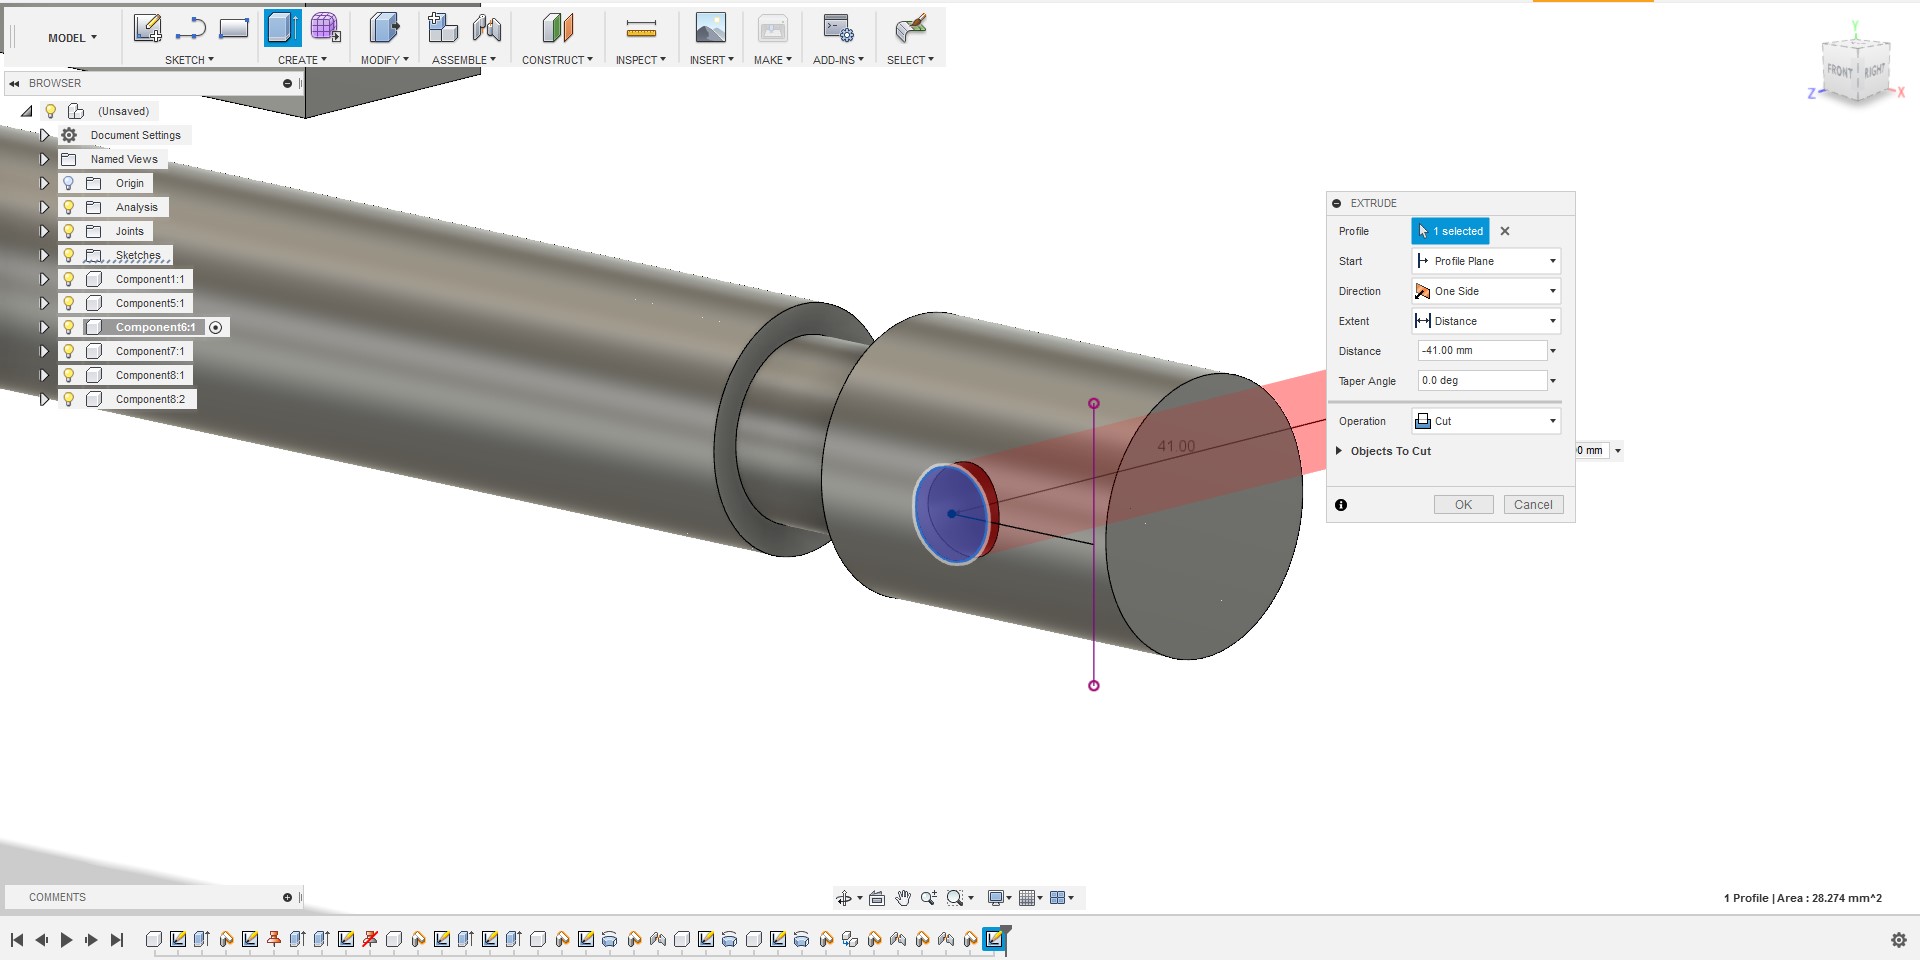 MODEL
SKETCH
CREATE
MODIFY
ASSEMBLE
CONSTRUCT
INSPECT
INSERT
MAKE
ADD-INS
SELECT
Y
FRONT
RIGHT
Z
X
BROWSER
(Unsaved)
Document Settings
Named Views
Origin
Analysis
Joints
Sketches
Component1:1
Component5:1
Component6:1
Component7:1
Component8:1
Component8:2
41.00
EXTRUDE
Profile 1 selected
Start Profile Plane
Direction One Side
Extent Distance
Distance -41.00 mm
Taper Angle 0.0 deg
Operation Cut
Objects To Cut
0 mm
OK Cancel
COMMENTS
1 Profile | Area : 28.274 mm^2